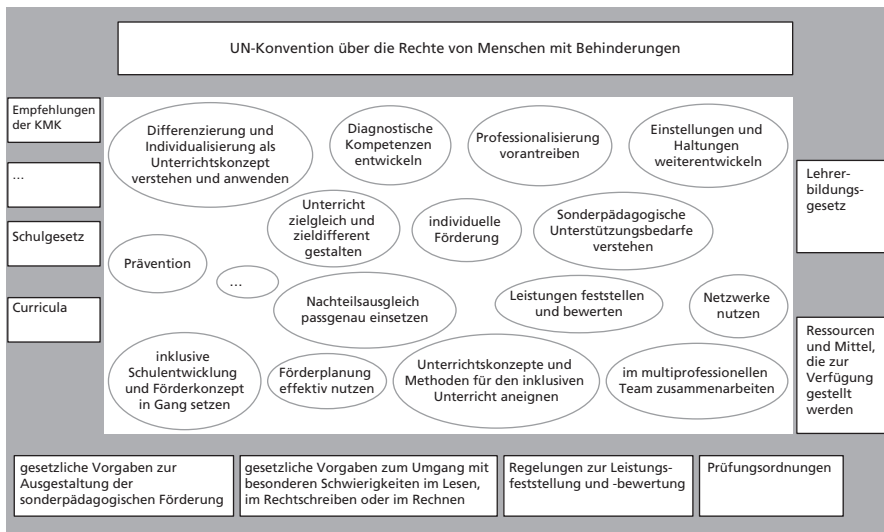 UN-Konvention über die Rechte von Menschen mit Behinderungen
Empfehlungen
der KMK
…
Schulgesetz
Curricula
Differenzierung und
Individualisierung als
Unterrichtskonzept
verstehen und anwenden
Diagnostische
Kompetenzen
entwickeln
Professionalisierung
vorantreiben
Einstellungen und
Haltungen
weiterentwickeln
Unterricht
zielgleich und
zieldifferent
gestalten
individuelle
Förderung
Sonderpädagogische
Unterstützungsbedarfe
verstehen
Prävention
…
Nachteilsausgleich
passgenau einsetzen
Leistungen feststellen
und bewerten
Netzwerke
nutzen
inklusive
Schulentwicklung
und Förderkonzept
in Gang setzen
Förderplanung
effektiv nutzen
Unterrichtskonzepte und
Methoden für den inklusiven
Unterricht aneignen
im multiprofessionellen
Team zusammenarbeiten
Lehrer-
bildungs-
gesetz
Ressourcen
und Mittel,
die zur
Verfügung
gestellt
werden
gesetzliche Vorgaben zur
Ausgestaltung der
sonderpädagogischen Förderung
gesetzliche Vorgaben zum Umgang mit
besonderen Schwierigkeiten im Lesen,
im Rechtschreiben oder im Rechnen
Regelungen zur Leistungs-
feststellung und -bewertung
Prüfungsordnungen